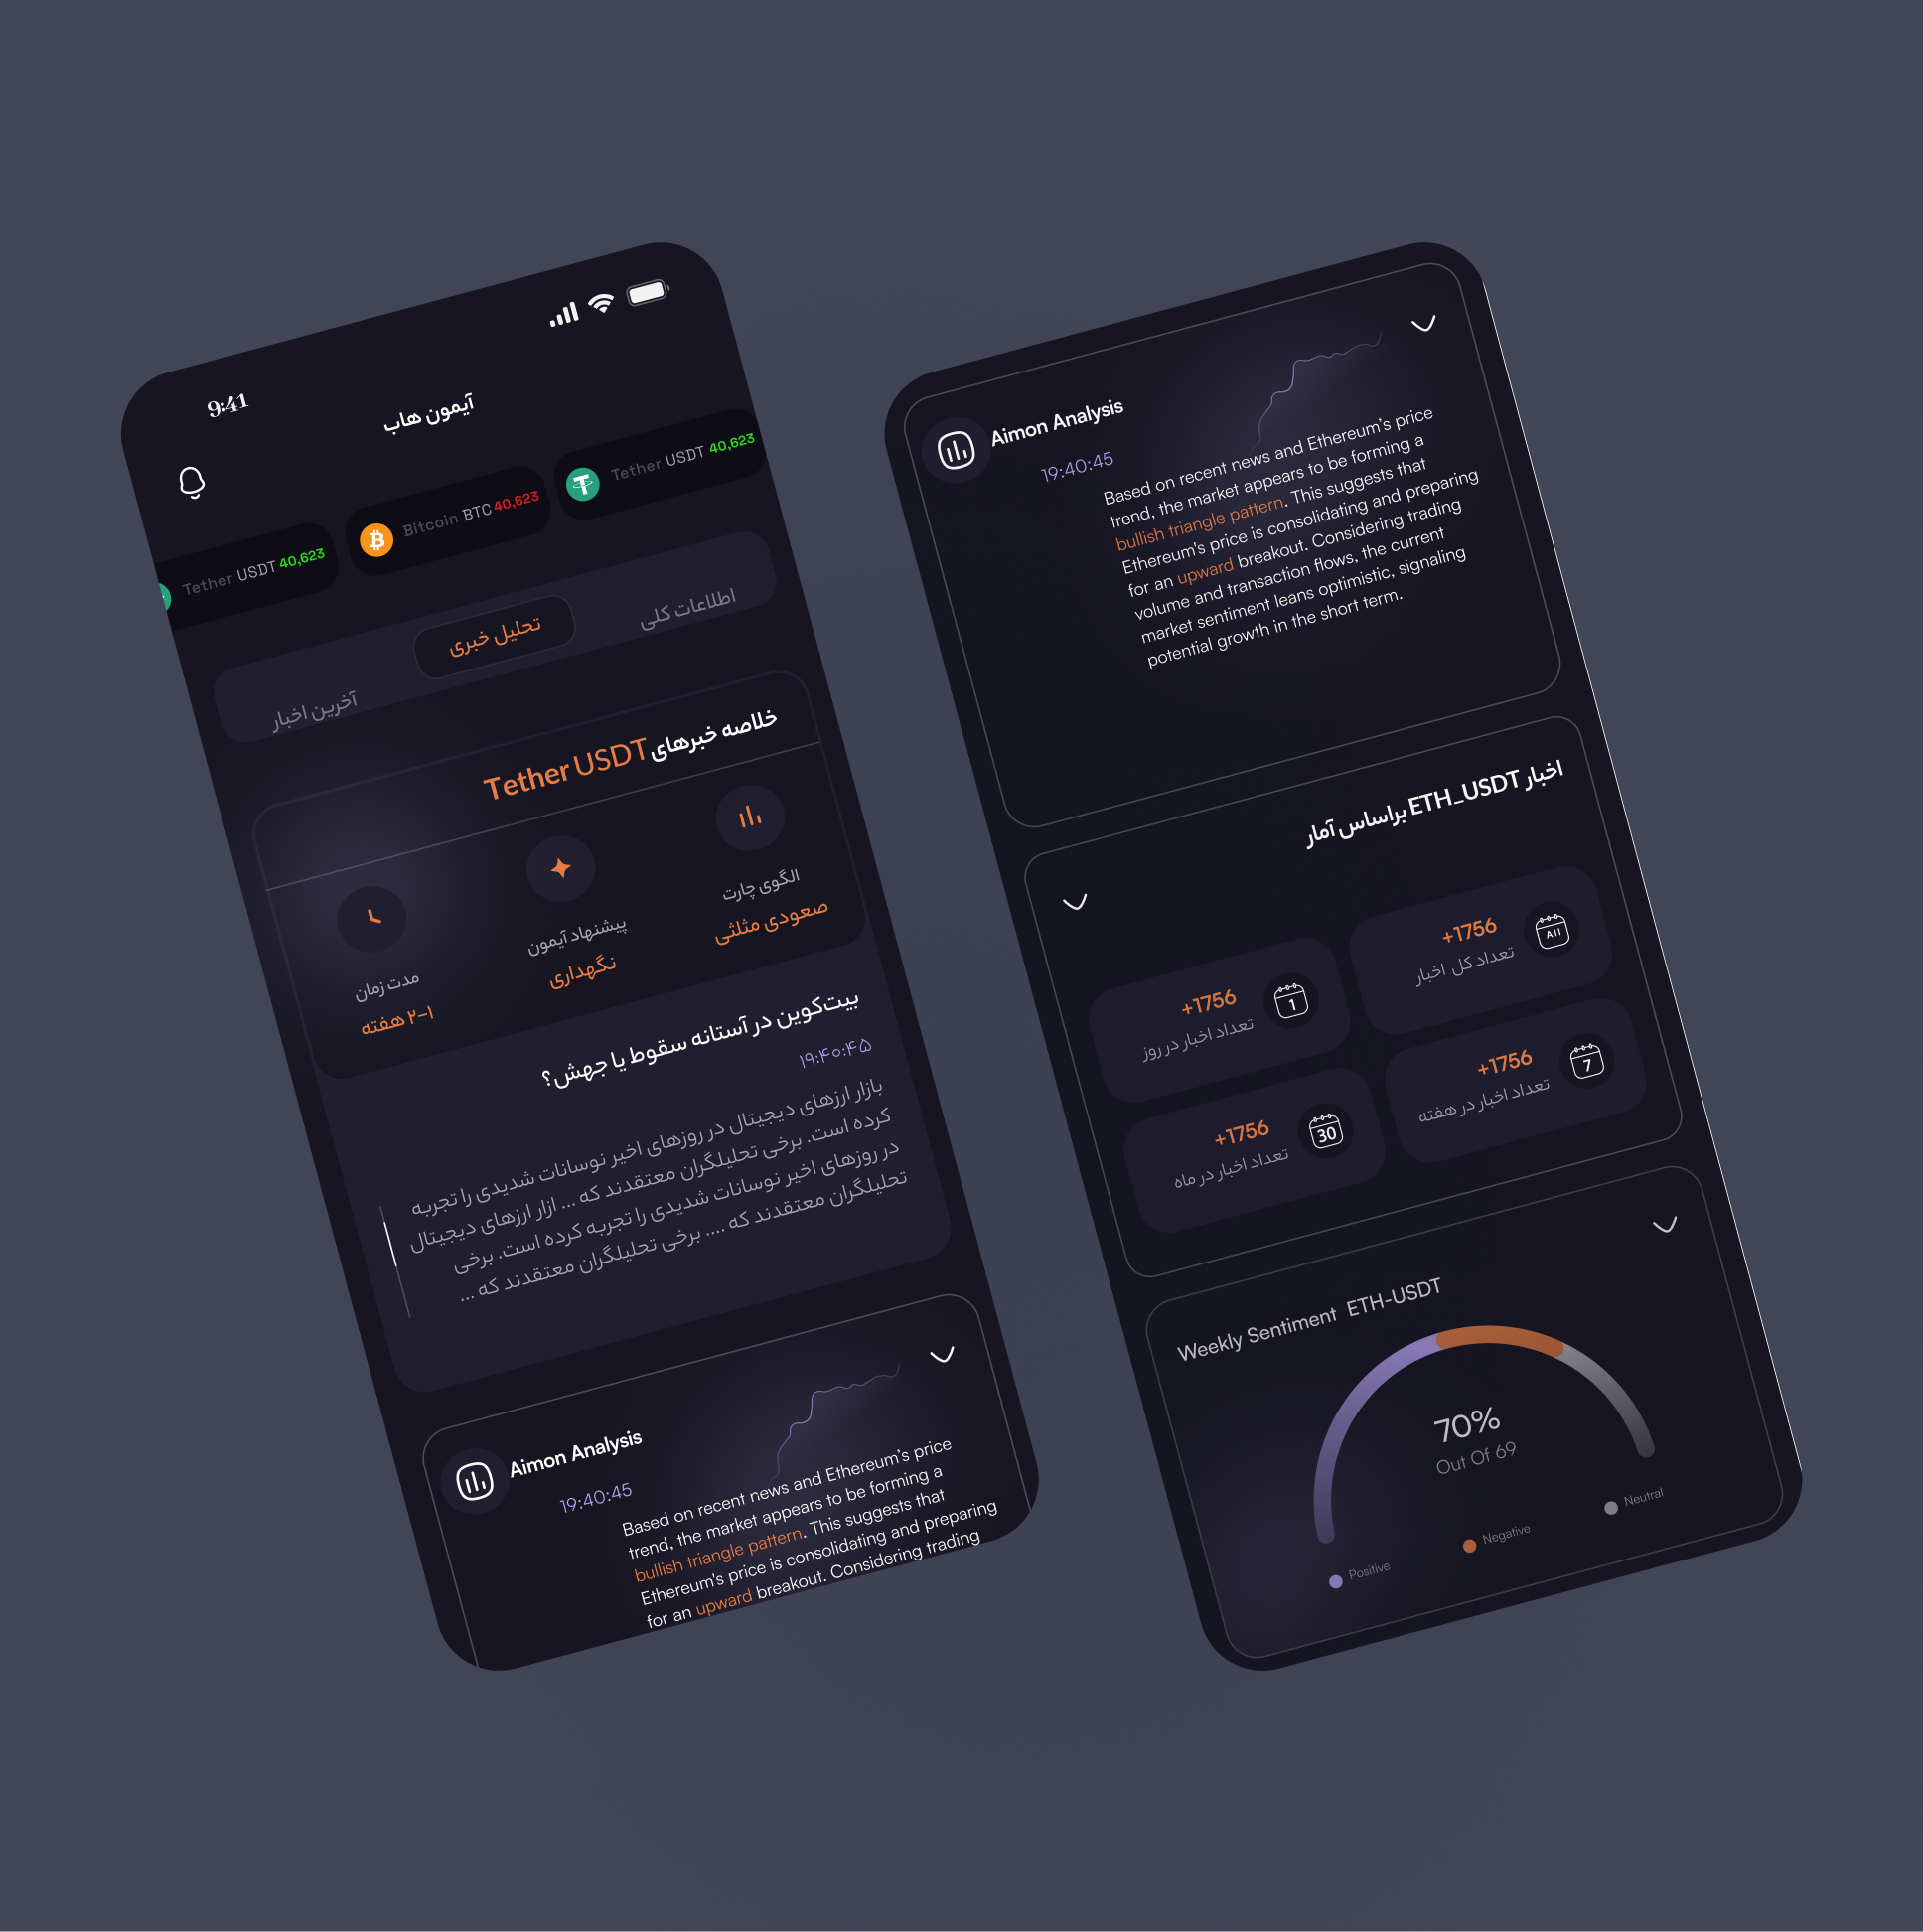 9:41
آیمون هاب
Tether USDT 40,623
Bitcoin BTC 40,623
Tether USDT 40,623
اطلاعات کلی
تحلیل خبری
آخرین اخبار
خلاصه خبرهای Tether USDT
الگوی چارت
صعودی مثلثی
پیشنهاد آیمون
نگهداری
مدت زمان
۱-۲ هفته
بیت‌کوین در آستانه سقوط یا جهش؟
۱۹:۴۰:۴۵
بازار ارزهای دیجیتال در روزهای اخیر نوسانات شدیدی را تجربه
کرده است. برخی تحلیلگران معتقدند که ... ازار ارزهای دیجیتال
در روزهای اخیر نوسانات شدیدی را تجربه کرده است. برخی
تحلیلگران معتقدند که .... برخی تحلیلگران معتقدند که ...
Aimon Analysis
19:40:45
Based on recent news and Ethereum's price
trend, the market appears to be forming a
bullish triangle pattern. This suggests that
Ethereum's price is consolidating and preparing
for an upward breakout. Considering trading
Aimon Analysis
19:40:45
Based on recent news and Ethereum's price
trend, the market appears to be forming a
bullish triangle pattern. This suggests that
Ethereum's price is consolidating and preparing
for an upward breakout. Considering trading
volume and transaction flows, the current
market sentiment leans optimistic, signaling
potential growth in the short term.
اخبار ETH_USDT براساس آمار
All
+1756
تعداد کل اخبار
1
+1756
تعداد اخبار در روز
7
+1756
تعداد اخبار در هفته
30
+1756
تعداد اخبار در ماه
Weekly Sentiment ETH-USDT
70%
Out Of 69
Positive
Negative
Neutral